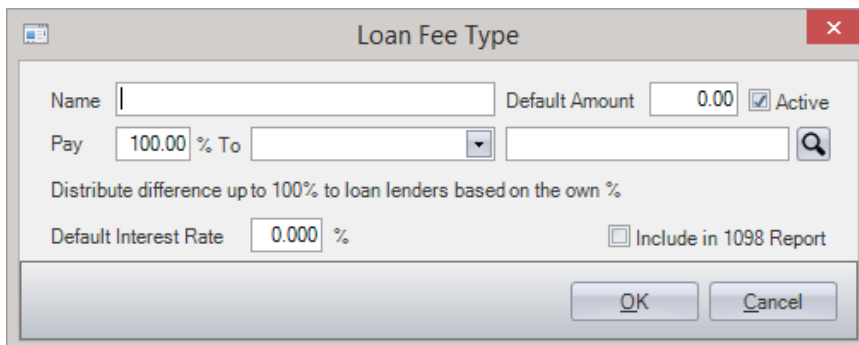 Loan Fee Type
Name Default Amount 0.00 Active
Pay 100.00 % To
Distribute difference up to 100% to loan lenders based on the own %
Default Interest Rate 0.000 % Include in 1098 Report
OK Cancel